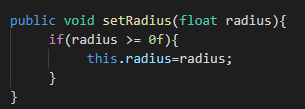 public void setRadius(float radius){
if(radius >= 0f){
this.radius=radius;
}
}